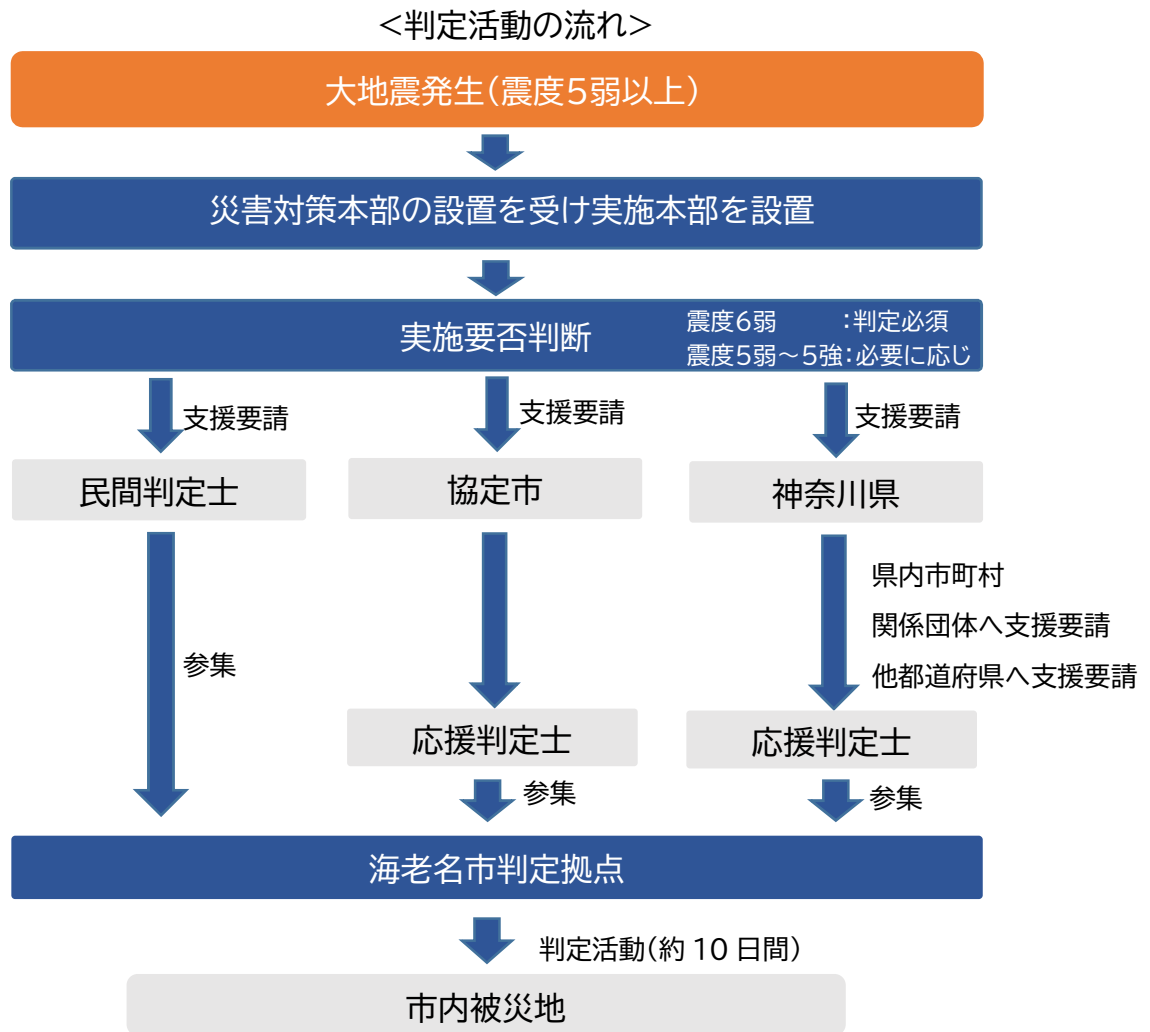 <判定活動の流れ>
大地震発生(震度5弱以上)
災害対策本部の設置を受け実施本部を設置
実施要否判断
震度6弱　　　:判定必須
震度5弱～5強:必要に応じ
支援要請
支援要請
支援要請
民間判定士
協定市
神奈川県
県内市町村
関係団体へ支援要請
他都道府県へ支援要請
参集
応援判定士
応援判定士
参集
参集
海老名市判定拠点
判定活動(約 10 日間)
市内被災地